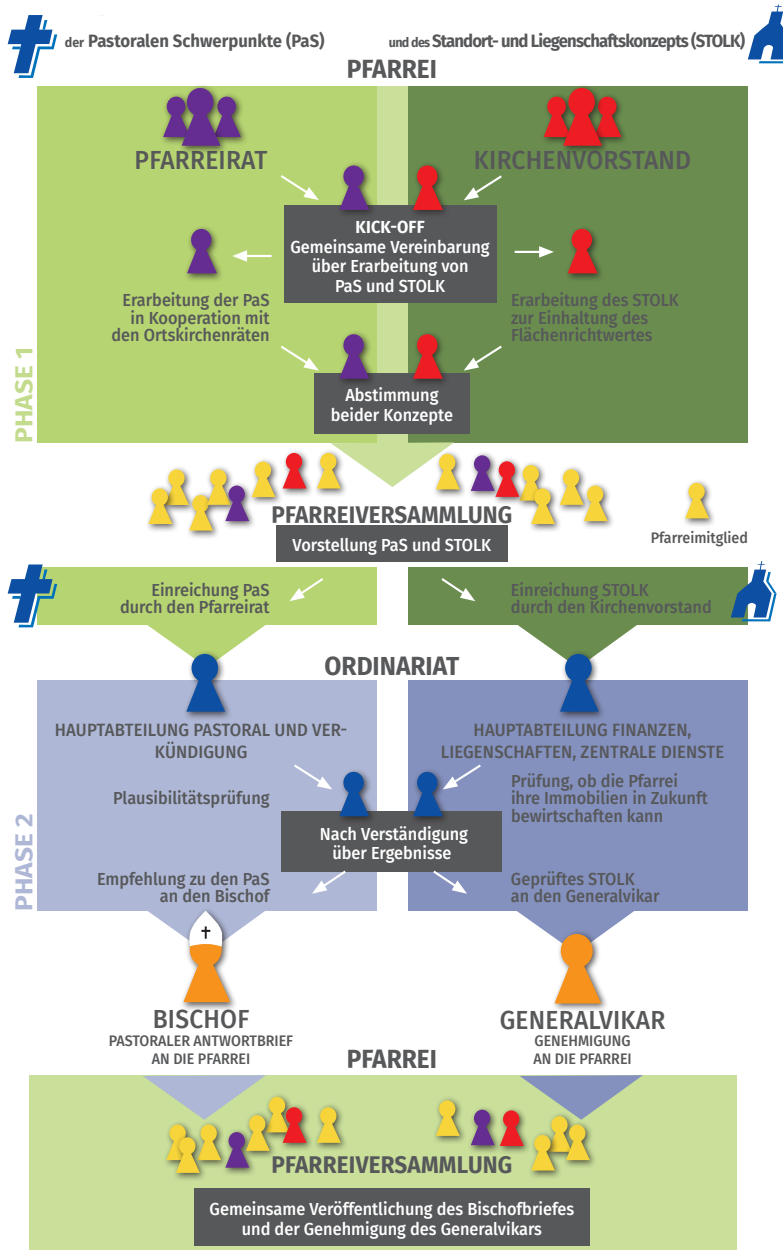 der Pastoralen Schwerpunkte (PaS)
und des Standort- und Liegenschaftskonzepts (STOLK)
PFARREI
PFARREIRAT
KIRCHENVORSTAND
KICK-OFF
Gemeinsame Vereinbarung
über Erarbeitung von
PaS und STOLK
Erarbeitung der PaS
in Kooperation mit
den Ortskirchenräten
Erarbeitung des STOLK
zur Einhaltung des
Flächenrichtwertes
PHASE 1
Abstimmung
beider Konzepte
PFARREIVERSAMMLUNG
Vorstellung PaS und STOLK
Pfarreimitglied
Einreichung PaS
durch den Pfarreirat
Einreichung STOLK
durch den Kirchenvorstand
ORDINARIAT
HAUPTABTEILUNG PASTORAL UND VER-
KÜNDIGUNG
HAUPTABTEILUNG FINANZEN,
LIEGENSCHAFTEN, ZENTRALE DIENSTE
Plausibilitätsprüfung
Prüfung, ob die Pfarrei
ihre Immobilien in Zukunft
bewirtschaften kann
PHASE 2
Nach Verständigung
über Ergebnisse
Empfehlung zu den PaS
an den Bischof
Geprüftes STOLK
an den Generalvikar
BISCHOF
PASTORALER ANTWORTBRIEF
AN DIE PFARREI
GENERALVIKAR
GENEHMIGUNG
AN DIE PFARREI
PFARREI
PFARREIVERSAMMLUNG
Gemeinsame Veröffentlichung des Bischofbriefes
und der Genehmigung des Generalvikars